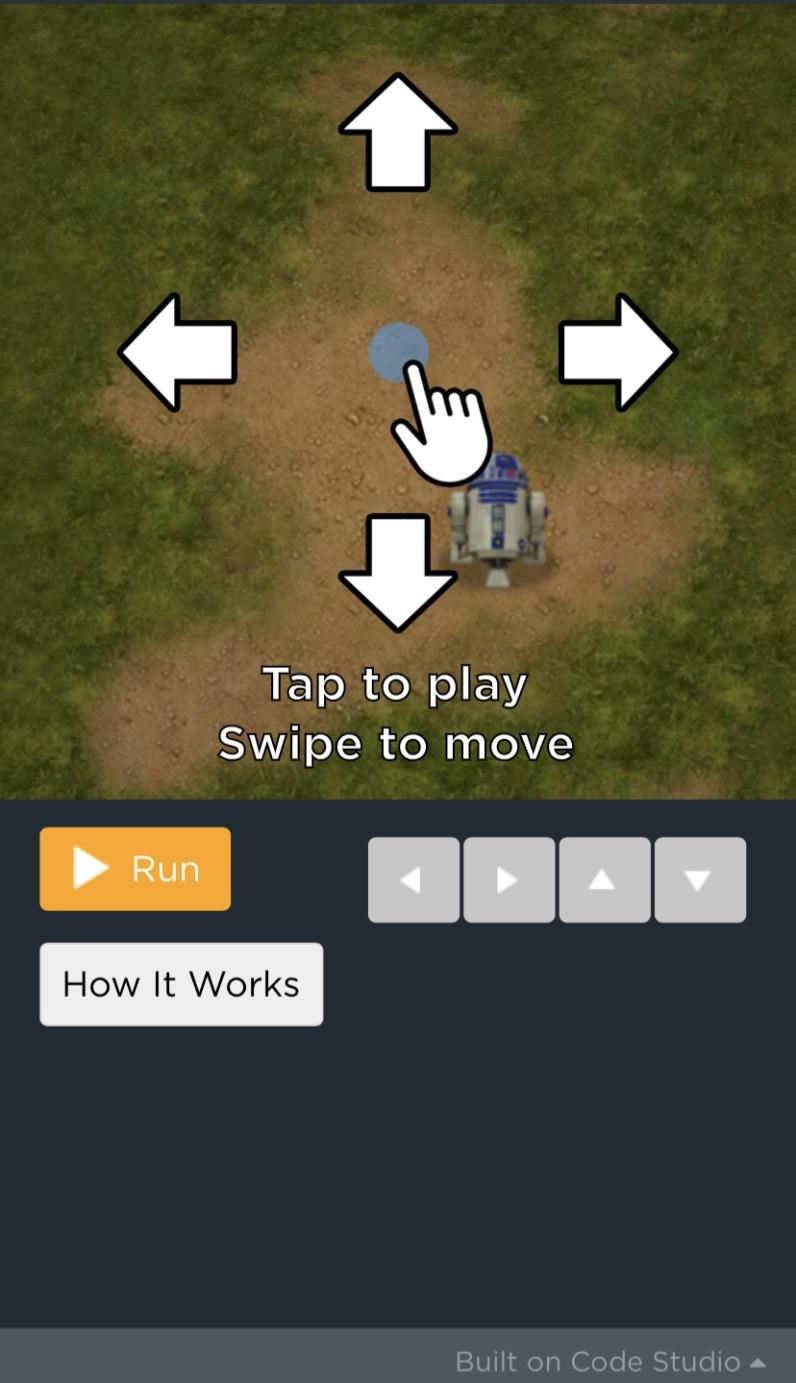 Tap to play
Swipe to move
Run
How It Works
Built on Code Studio